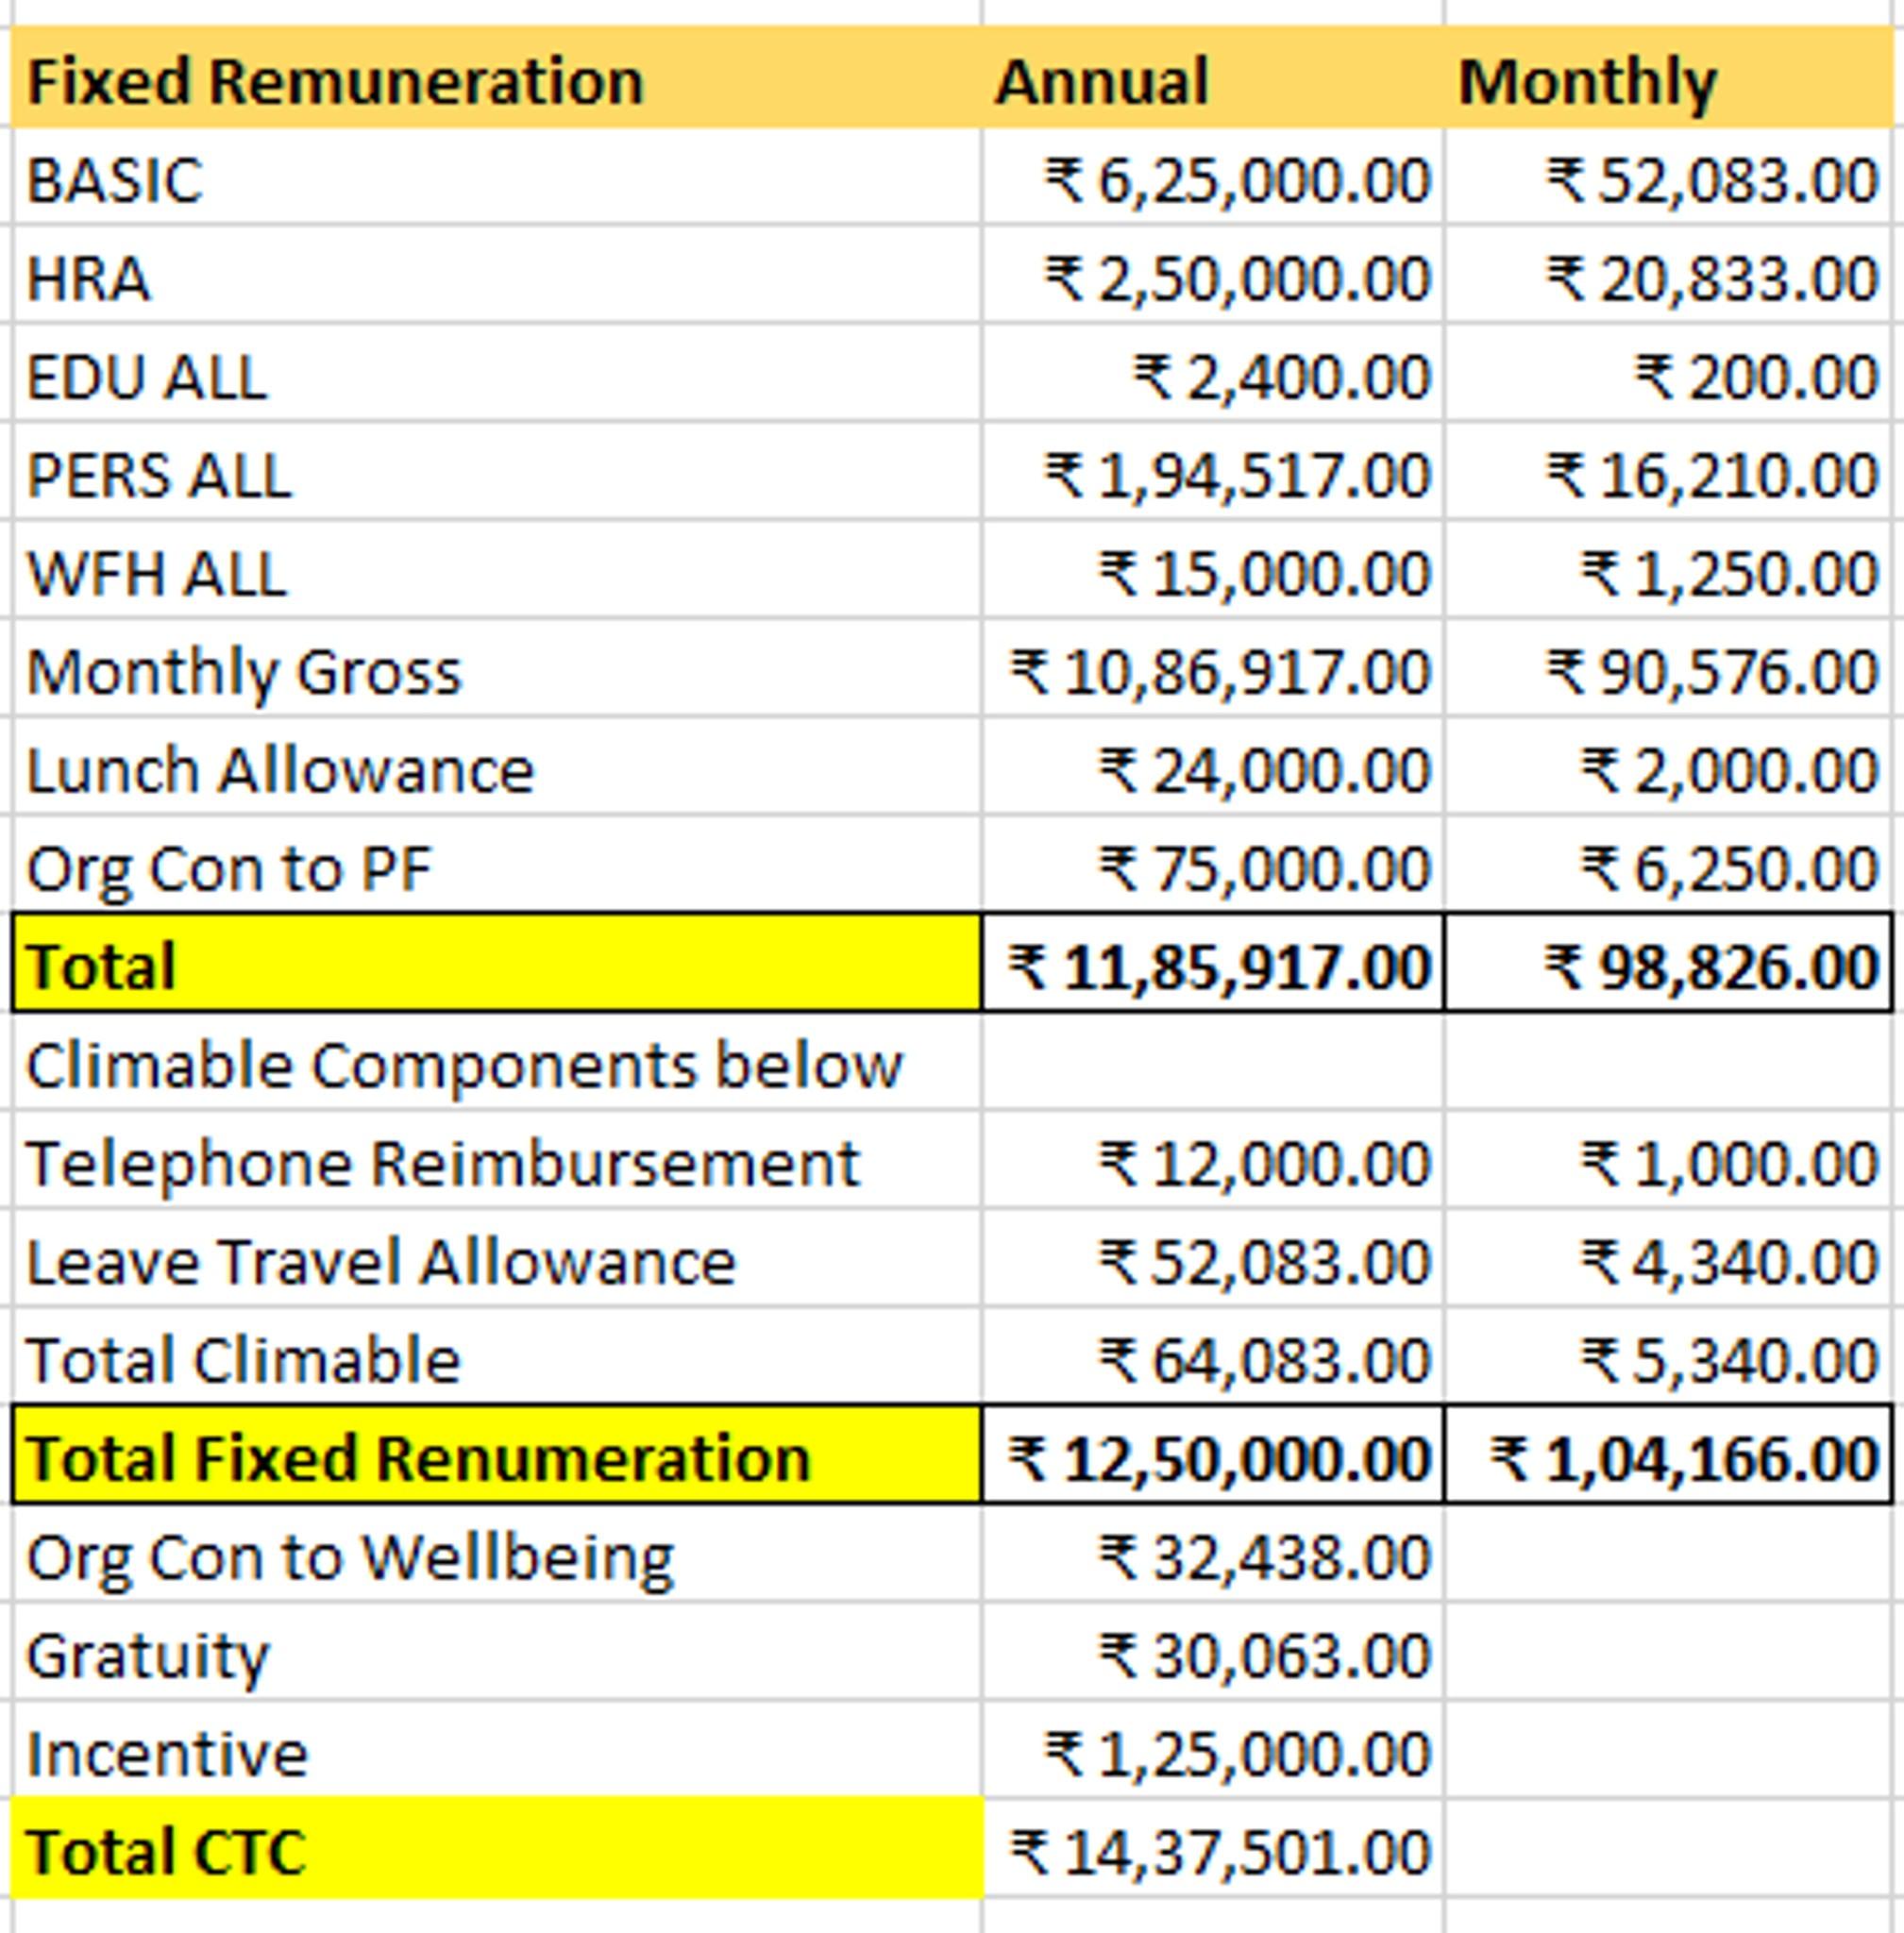 Fixed Remuneration Annual Monthly
BASIC ₹ 6,25,000.00 ₹ 52,083.00
HRA ₹ 2,50,000.00 ₹ 20,833.00
EDU ALL ₹ 2,400.00 ₹ 200.00
PERS ALL ₹ 1,94,517.00 ₹ 16,210.00
WFH ALL ₹ 15,000.00 ₹ 1,250.00
Monthly Gross ₹ 10,86,917.00 ₹ 90,576.00
Lunch Allowance ₹ 24,000.00 ₹ 2,000.00
Org Con to PF ₹ 75,000.00 ₹ 6,250.00
Total ₹ 11,85,917.00 ₹ 98,826.00
Climable Components below
Telephone Reimbursement ₹ 12,000.00 ₹ 1,000.00
Leave Travel Allowance ₹ 52,083.00 ₹ 4,340.00
Total Climable ₹ 64,083.00 ₹ 5,340.00
Total Fixed Renumeration ₹ 12,50,000.00 ₹ 1,04,166.00
Org Con to Wellbeing ₹ 32,438.00
Gratuity ₹ 30,063.00
Incentive ₹ 1,25,000.00
Total CTC ₹ 14,37,501.00